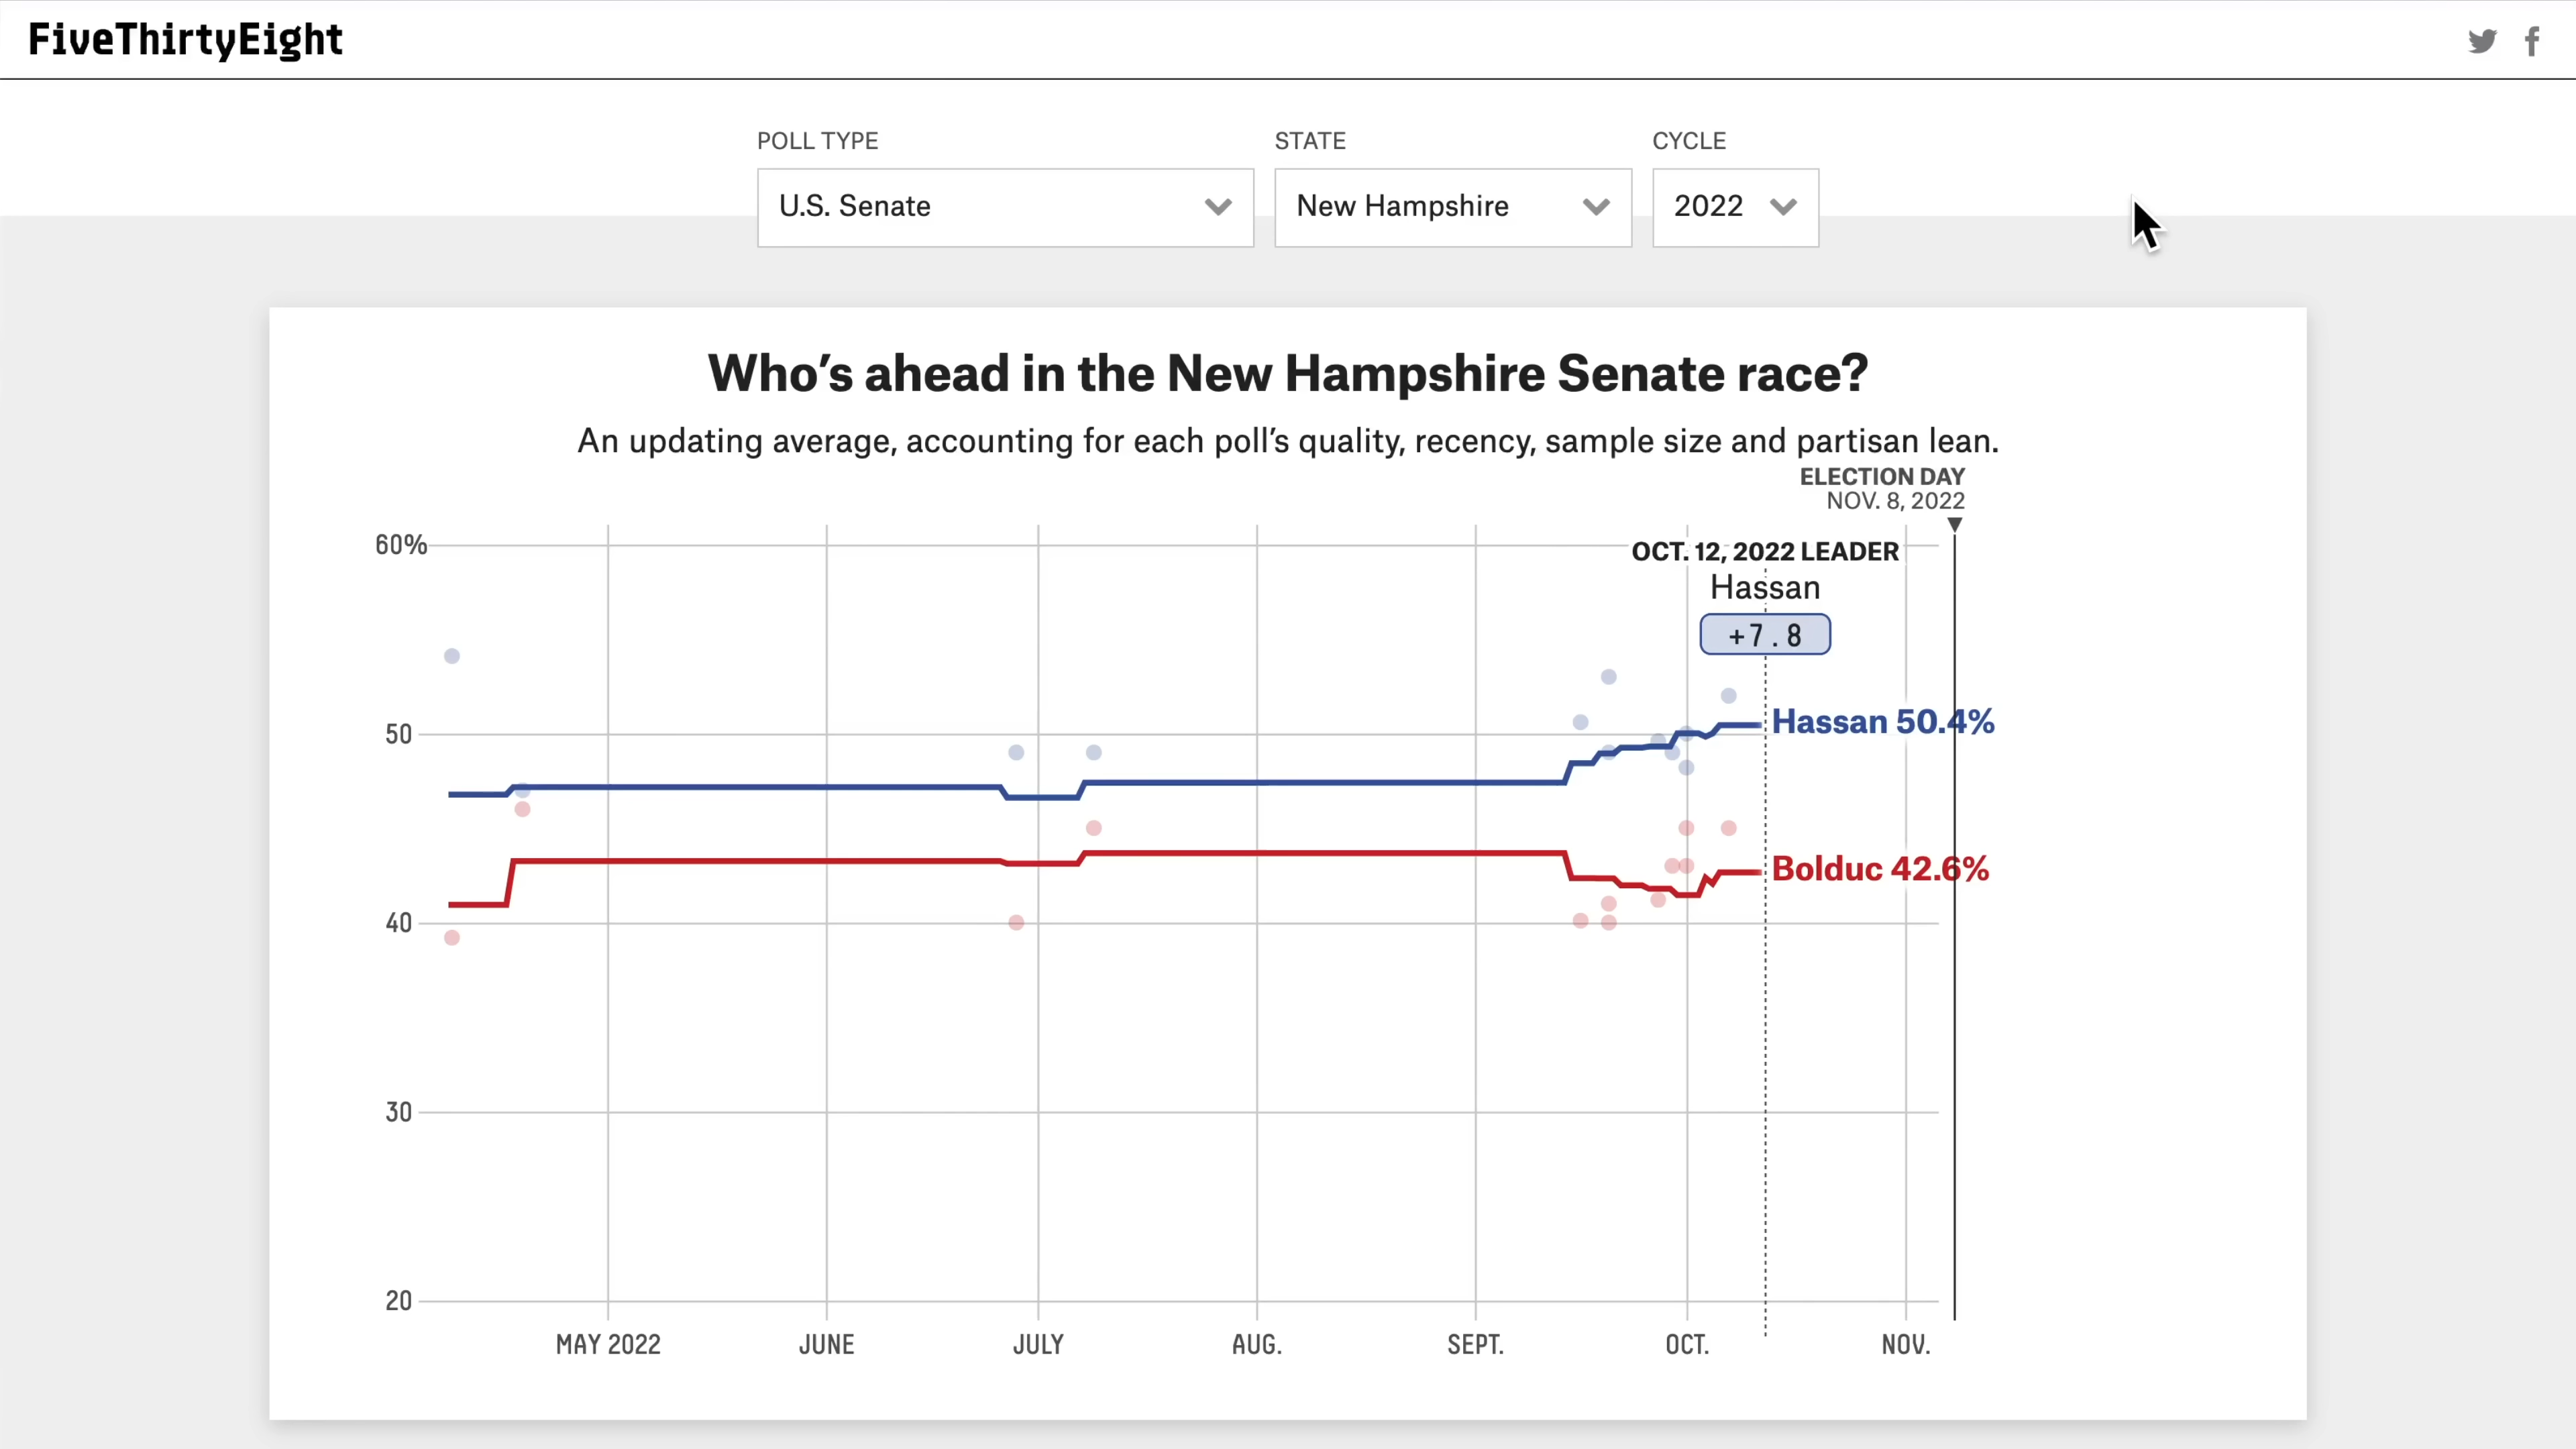 FiveThirtyEight
POLL TYPE
STATE
CYCLE
U.S. Senate
New Hampshire
2022
Who’s ahead in the New Hampshire Senate race?
An updating average, accounting for each poll’s quality, recency, sample size and partisan lean.
ELECTION DAY
NOV. 8, 2022
60%
OCT. 12, 2022 LEADER
Hassan
+7.8
50
Hassan 50.4%
Bolduc 42.6%
40
30
20
MAY 2022
JUNE
JULY
AUG.
SEPT.
OCT.
NOV.